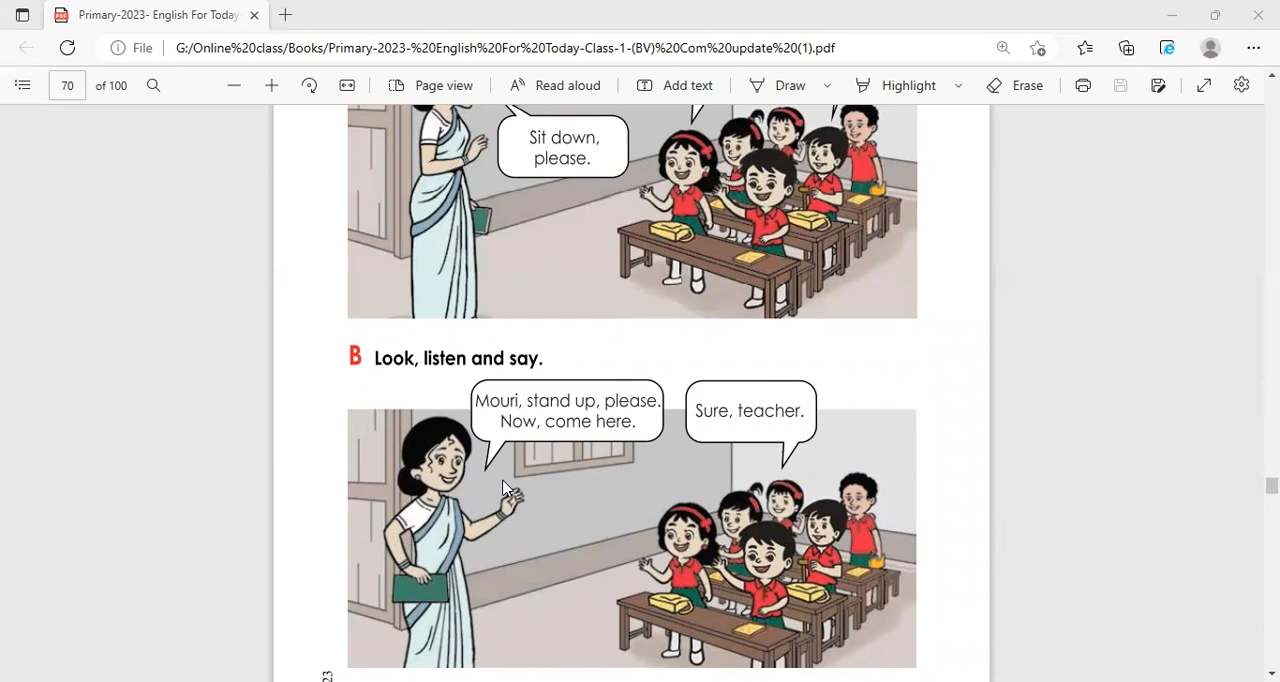 Primary-2023- English For Today-
File
G:/Online%20class/Books/Primary-2023-%20English%20For%20Today-Class-1-(BV)%20Com%20update%20(1).pdf
70 of 100
Page view
Read aloud
Add text
Draw
Highlight
Erase
Sit down,
please.
B Look, listen and say.
Mouri, stand up, please.
Now, come here.
Sure, teacher.
23